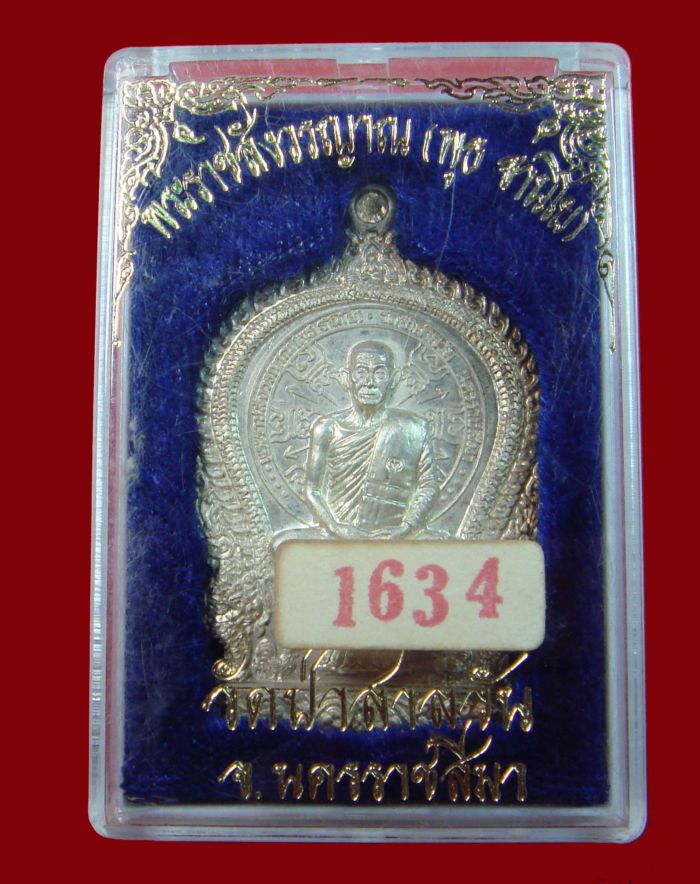 พระราชสังวรญาณ (พุธ ฐานิโย)
1634
วัดป่าสาลวัน
จ.นครราชสีมา